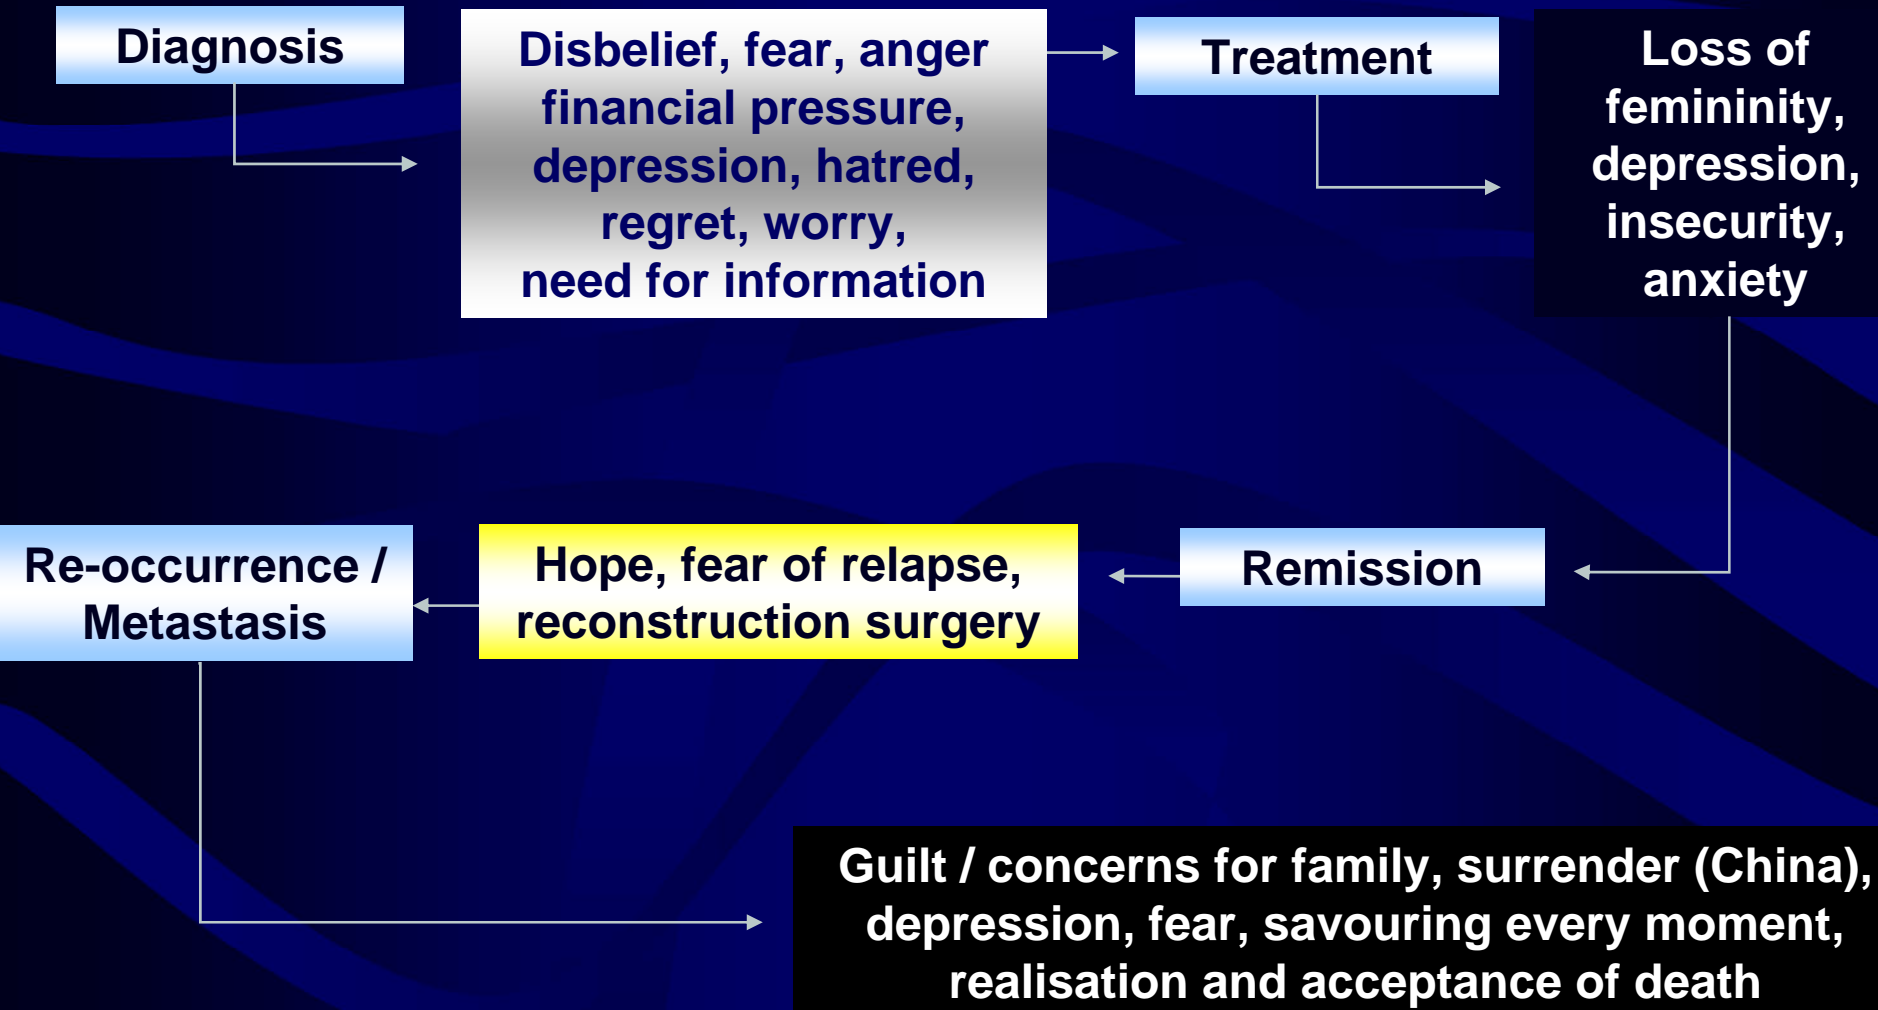 Diagnosis
Disbelief, fear, anger
financial pressure,
depression, hatred,
regret, worry,
need for information
Treatment
Loss of
femininity,
depression,
insecurity,
anxiety
Remission
Hope, fear of relapse,
reconstruction surgery
Re-occurrence /
Metastasis
Guilt / concerns for family, surrender (China),
depression, fear, savouring every moment,
realisation and acceptance of death